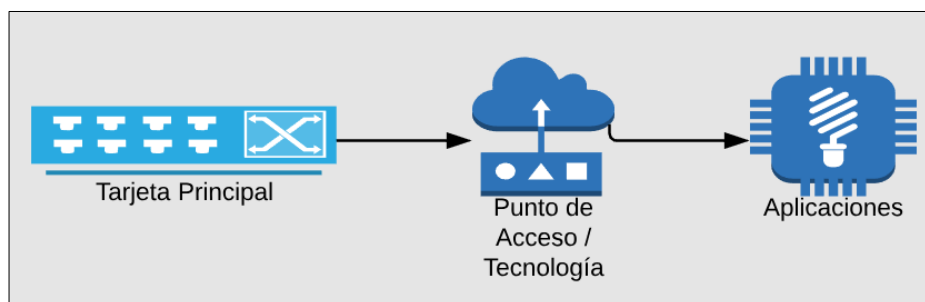 Tarjeta Principal
Punto de
Acceso /
Tecnología
Aplicaciones